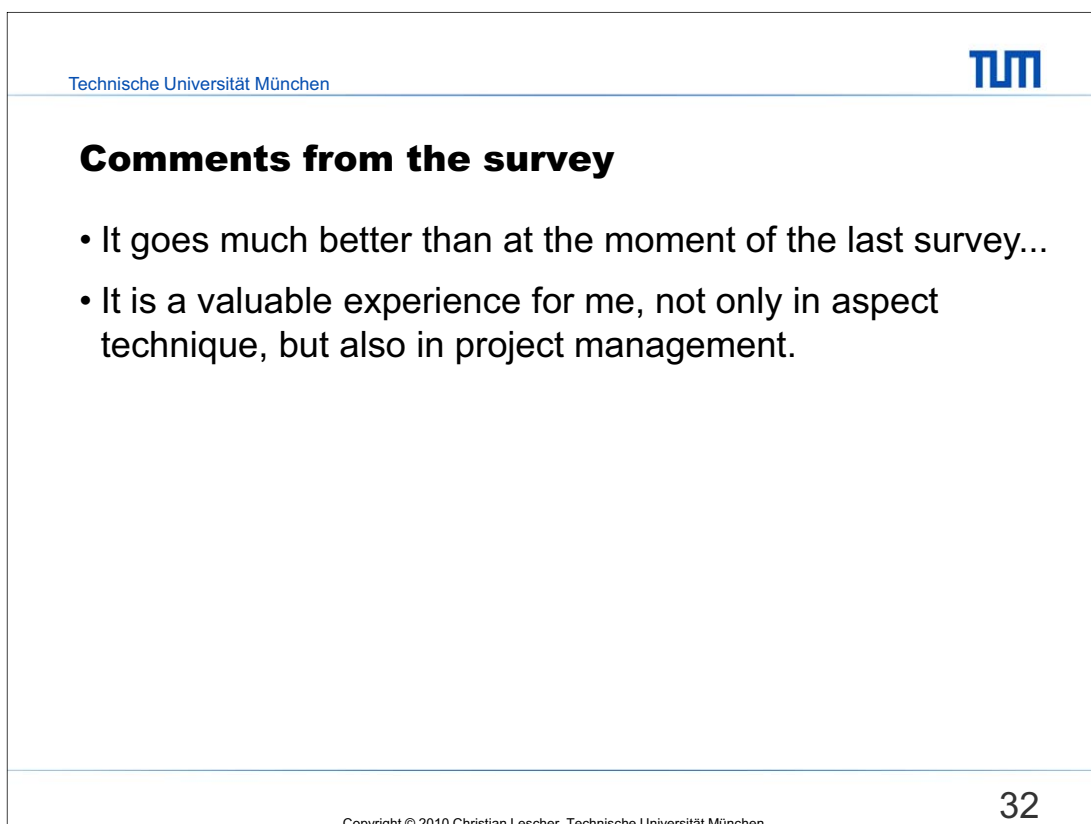 Technische Universität München
TUM
Comments from the survey
• It goes much better than at the moment of the last survey...
• It is a valuable experience for me, not only in aspect
technique, but also in project management.
32
Copyright © 2010 Christian Lescher, Technische Universität München